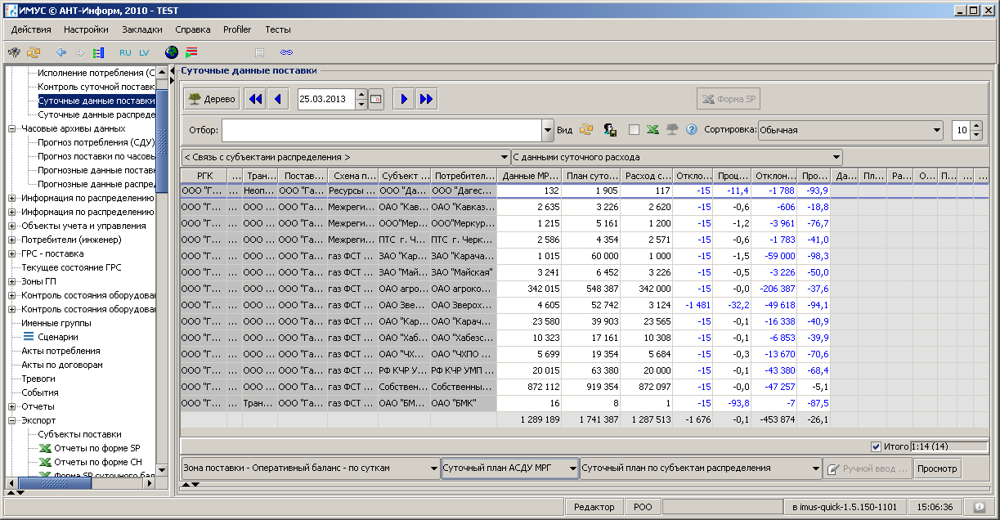 ИМУС © АНТ-Информ, 2010 - TEST
Действия Настройки Закладки Справка Profiler Тесты
RU LV
Исполнение потребления (С
Контроль суточной поставк
Суточные данные поставки
Суточные данные распреде
Часовые архивы данных
Прогноз потребления (СДУ)
Прогноз поставки по часовы
Прогнозные данные поставк
Прогнозные данные распред
Информация по распределению
Информация по распределению
Объекты учета и управления
Потребители (инженер)
ГРС - поставка
Текущее состояние ГРС
Зоны ГП
Контроль состояния оборудован
Контроль состояния оборудован
Именные группы
Сценарии
Акты потребления
Акты по договорам
Тревоги
События
Отчеты
Экспорт
Субъекты поставки
Отчеты по форме SP
Отчеты по форме СН
Форма SP суточного бал
Суточные данные поставки
Дерево 25.03.2013 Форма SP
Отбор: Вид Сортировка: Обычная 10
< Связь с субъектами распределения > С данными суточного расхода
РГК ... Тран... Постав... Схема п... Субъект ... Потребител... Данные МР... План суто... Расход с... Откло... Проц... Отклон... Про... Да... Пл... Ра... О... П... ... ...
ООО "Г... ... Неоп... ООО "Га... Ресурсы ... ООО "Да... ООО "Дагес... 132 1 905 117 -15 -11,4 -1 788 -93,9
ООО "Г... ... ООО ... ООО "Га... Межреги... ОАО "Кав... ОАО "Кавказ... 2 635 3 226 2 620 -15 -0,6 -606 -18,8
ООО "Г... ... ООО ... ООО "Га... Межреги... ООО"Мер... ООО"Меркур... 1 215 5 161 1 200 -15 -1,2 -3 961 -76,7
ООО "Г... ... ООО ... ООО "Га... Межреги... ПТС г. Ч... ПТС г. Черк... 2 586 4 354 2 571 -15 -0,6 -1 783 -41,0
ООО "Г... ... ООО ... ООО "Га... газ ФСТ ... ЗАО "Кар... ЗАО "Карача... 1 015 60 000 1 000 -15 -1,5 -59 000 -98,3
ООО "Г... ... ООО ... ООО "Га... газ ФСТ ... ЗАО "Май... ЗАО "Майская" 3 241 6 452 3 226 -15 -0,5 -3 226 -50,0
ООО "Г... ... ООО ... ООО "Га... газ ФСТ ... ОАО агро... ОАО агроко... 342 015 548 387 342 000 -15 -0,0 -206 387 -37,6
ООО "Г... ... ООО ... ООО "Га... газ ФСТ ... ОАО Зве... ОАО Зверох... 4 605 52 742 3 124 -1 481 -32,2 -49 618 -94,1
ООО "Г... ... ООО ... ООО "Га... газ ФСТ ... ОАО "Кар... ОАО "Карач... 23 580 39 903 23 565 -15 -0,1 -16 338 -40,9
ООО "Г... ... ООО ... ООО "Га... газ ФСТ ... ОАО "Хаб... ОАО "Хабезс... 10 323 17 161 10 308 -15 -0,1 -6 853 -39,9
ООО "Г... ... ООО ... ООО "Га... газ ФСТ ... ОАО "ЧХ... ОАО "ЧХПО ... 5 699 19 354 5 684 -15 -0,3 -13 670 -70,6
ООО "Г... ... ООО ... ООО "Га... газ ФСТ ... РФ КЧР У... РФ КЧР УМП ... 20 015 63 380 20 000 -15 -0,1 -43 380 -68,4
ООО "Г... ... ООО ... ООО "Га... газ ФСТ ... Собствен... Собственны... 872 112 919 354 872 097 -15 -0,0 -47 257 -5,1
ООО "Г... ... Тран... ООО "Га... газ ФСТ ... ОАО "БМ... ОАО "БМК" 16 8 1 -15 -93,8 -7 -87,5
1 289 189 1 741 387 1 287 513 -1 676 -0,1 -453 874 -26,1
Итого 1:14 (14)
Зона поставки - Оперативный баланс - по суткам Суточный план АСДУ МРГ Суточный план по субъектам распределения Ручной ввод ... Просмотр
Редактор РОО в imus-quick-1.5.150-1101 15:06:36